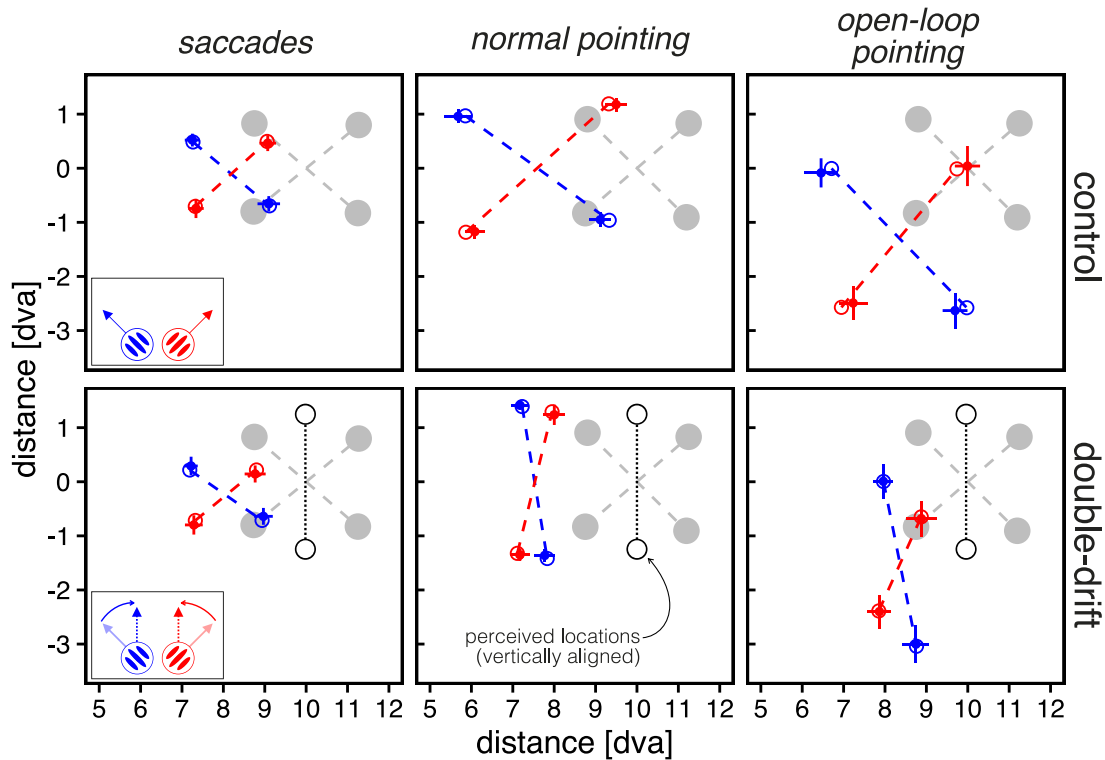 saccades
normal pointing
open-loop
pointing
distance [dva]
1
0
-1
-2
-3
control
1
0
-1
-2
-3
double-drift
perceived locations
(vertically aligned)
5 6 7 8 9 10 11 12
5 6 7 8 9 10 11 12
5 6 7 8 9 10 11 12
distance [dva]